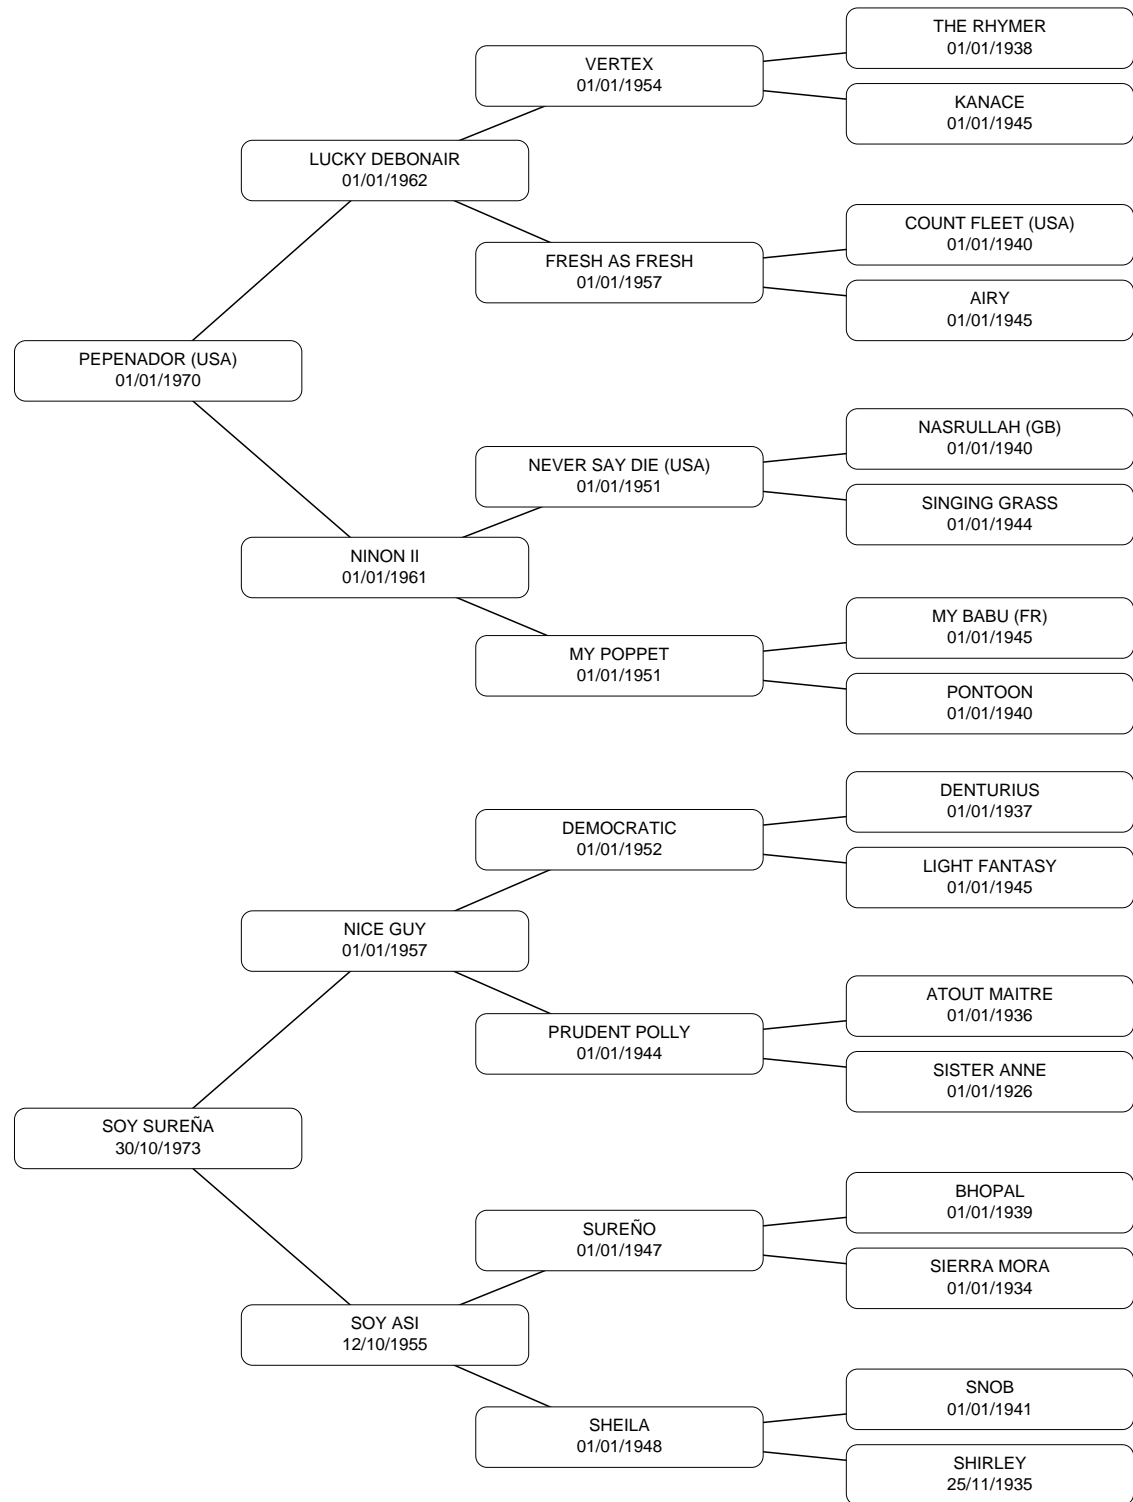 THE RHYMER
01/01/1938
VERTEX
01/01/1954
KANACE
01/01/1945
LUCKY DEBONAIR
01/01/1962
COUNT FLEET (USA)
01/01/1940
FRESH AS FRESH
01/01/1957
AIRY
01/01/1945
PEPENADOR (USA)
01/01/1970
NASRULLAH (GB)
01/01/1940
NEVER SAY DIE (USA)
01/01/1951
SINGING GRASS
01/01/1944
NINON II
01/01/1961
MY BABU (FR)
01/01/1945
MY POPPET
01/01/1951
PONTOON
01/01/1940
DENTURIUS
01/01/1937
DEMOCRATIC
01/01/1952
LIGHT FANTASY
01/01/1945
NICE GUY
01/01/1957
ATOUT MAITRE
01/01/1936
PRUDENT POLLY
01/01/1944
SISTER ANNE
01/01/1926
SOY SUREÑA
30/10/1973
BHOPAL
01/01/1939
SUREÑO
01/01/1947
SIERRA MORA
01/01/1934
SOY ASI
12/10/1955
SNOB
01/01/1941
SHEILA
01/01/1948
SHIRLEY
25/11/1935